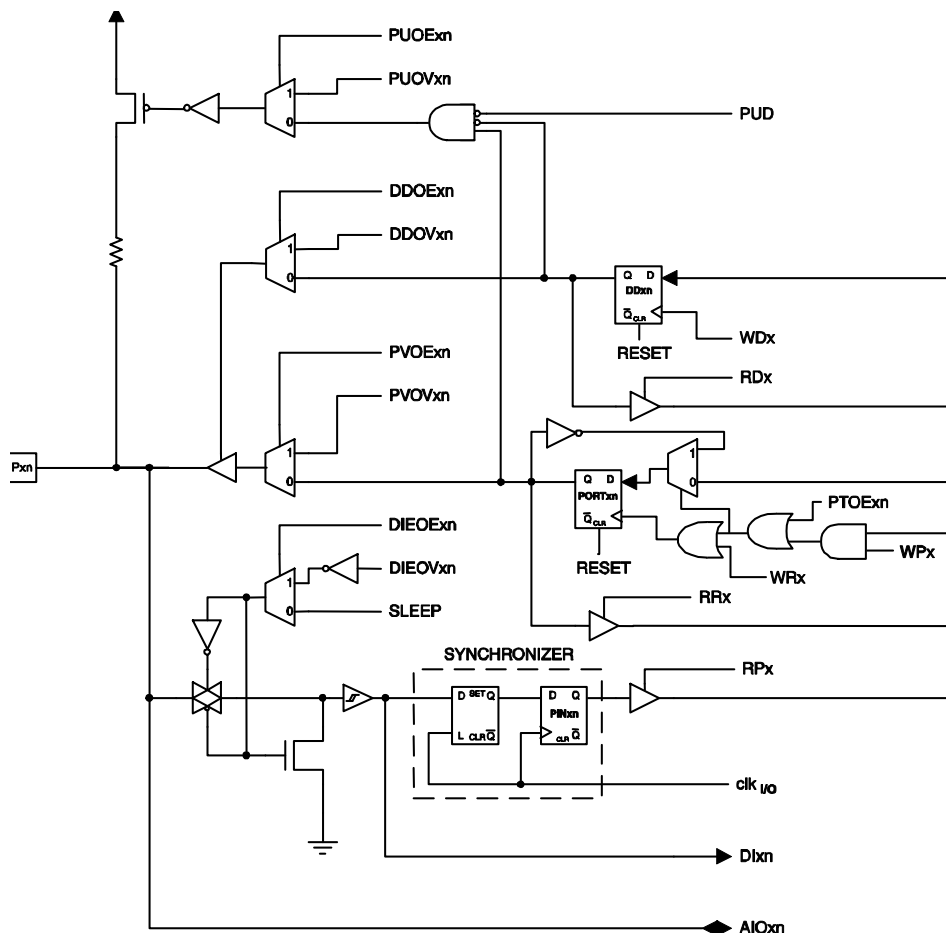 PUOExn
PUOVxn
1
0
PUD
DDOExn
DDOVxn
1
0
Q D
DDxn
Q CLR
WDx
RESET
RDx
PVOExn
PVOVxn
1
0
Pxn
1
0
Q D
PORTxn
Q CLR
PTOExn
WPx
RESET
WRx
RRx
DIEOExn
DIEOVxn
1
0
SLEEP
SYNCHRONIZER
RPx
D SET Q
L CLR Q
D Q
PINxn
CLR Q
clk I/O
DIxn
AIOxn